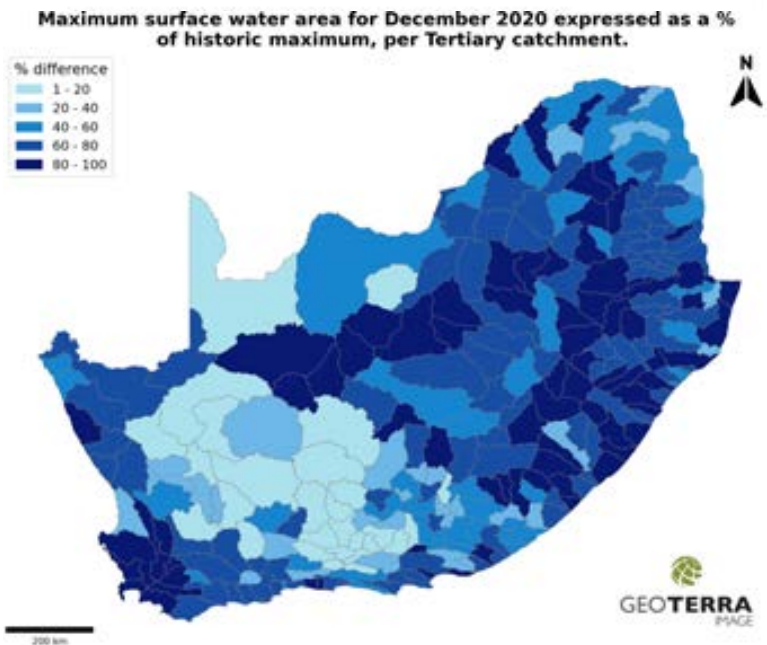 Maximum surface water area for December 2020 expressed as a %
of historic maximum, per Tertiary catchment.
% difference
1 - 20
20 - 40
40 - 60
60 - 80
80 - 100
N
200 km
GEOTERRA
IMAGE